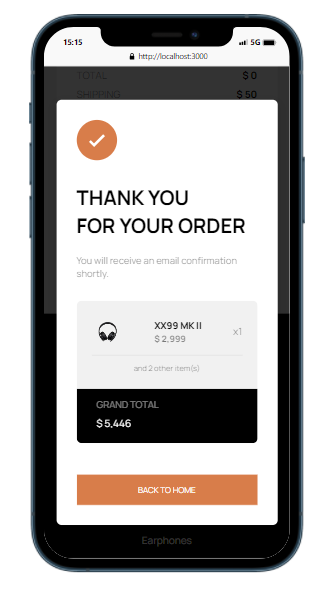 15:15
5G
http://localhost:3000
TOTAL $ 0
SHIPPING $ 50
THANK YOU
FOR YOUR ORDER
You will receive an email confirmation
shortly.
XX99 MK II
$ 2,999
x1
and 2 other item(s)
GRAND TOTAL
$ 5,446
BACK TO HOME
Earphones